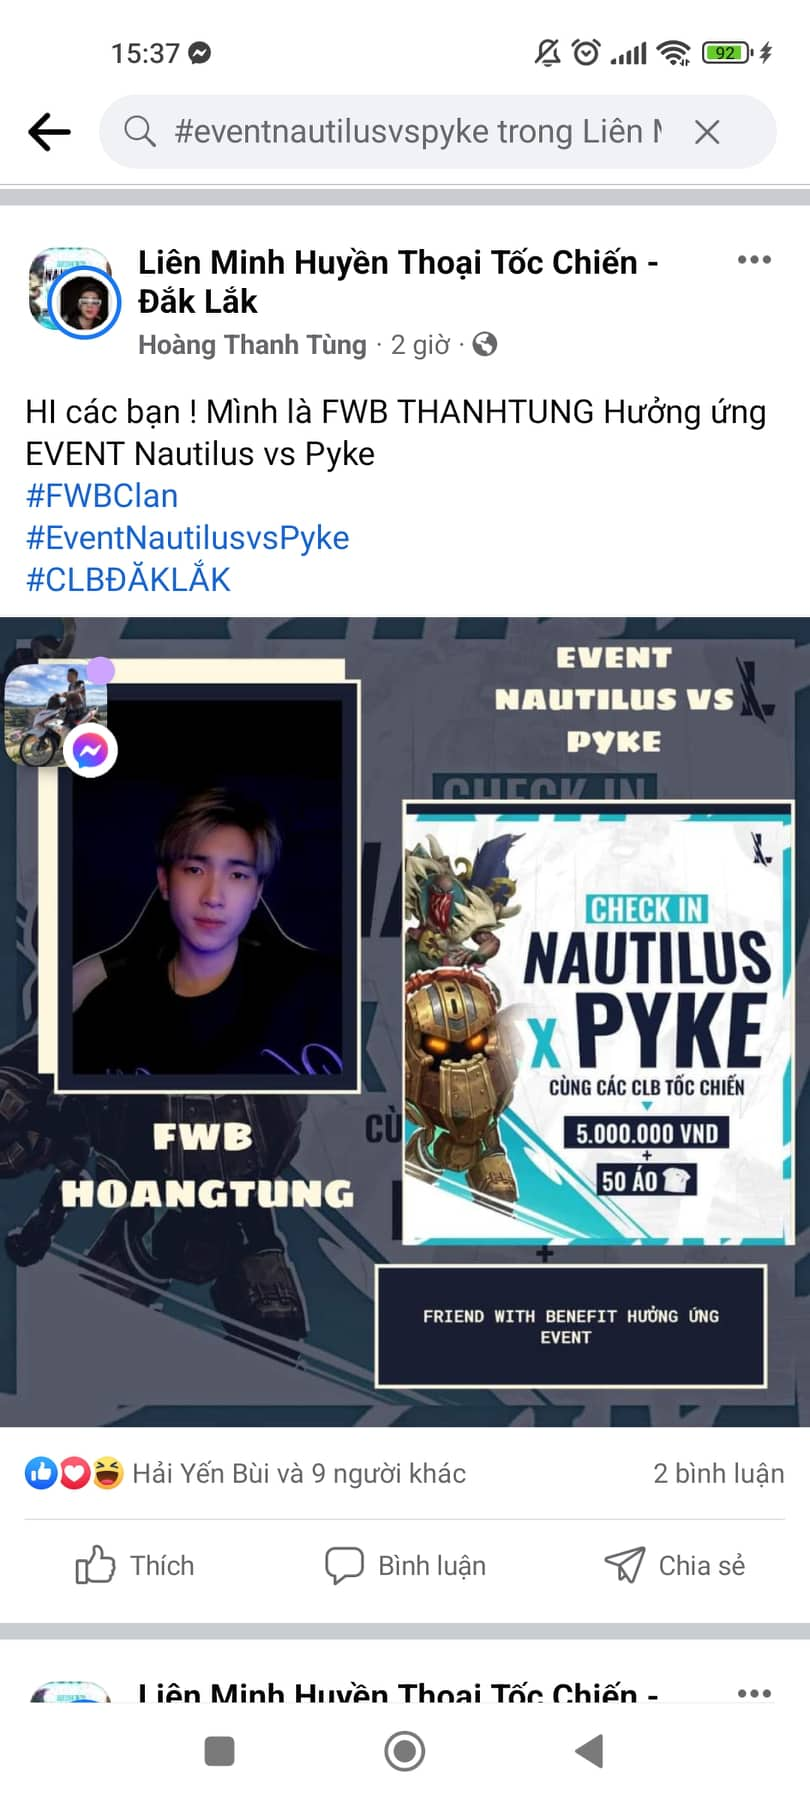 15:37
92
#eventnautilusvspyke trong Liên
Liên Minh Huyền Thoại Tốc Chiến -
Đắk Lắk
Hoàng Thanh Tùng · 2 giờ ·
HI các bạn ! Mình là FWB THANHTUNG Hưởng ứng
EVENT Nautilus vs Pyke
#FWBClan
#EventNautilusvsPyke
#CLBĐĂKLẮK
EVENT
NAUTILUS VS
PYKE
CHECK IN
CHECK IN
NAUTILUS
X PYKE
CÙNG CÁC CLB TỐC CHIẾN
5.000.000 VND
+
50 ÁO
CÙ
+
FWB
HOANGTUNG
FRIEND WITH BENEFIT HƯỞNG ỨNG
EVENT
Hải Yến Bùi và 9 người khác
2 bình luận
Thích
Bình luận
Chia sẻ
Liên Minh Huyền Thoại Tốc Chiến -